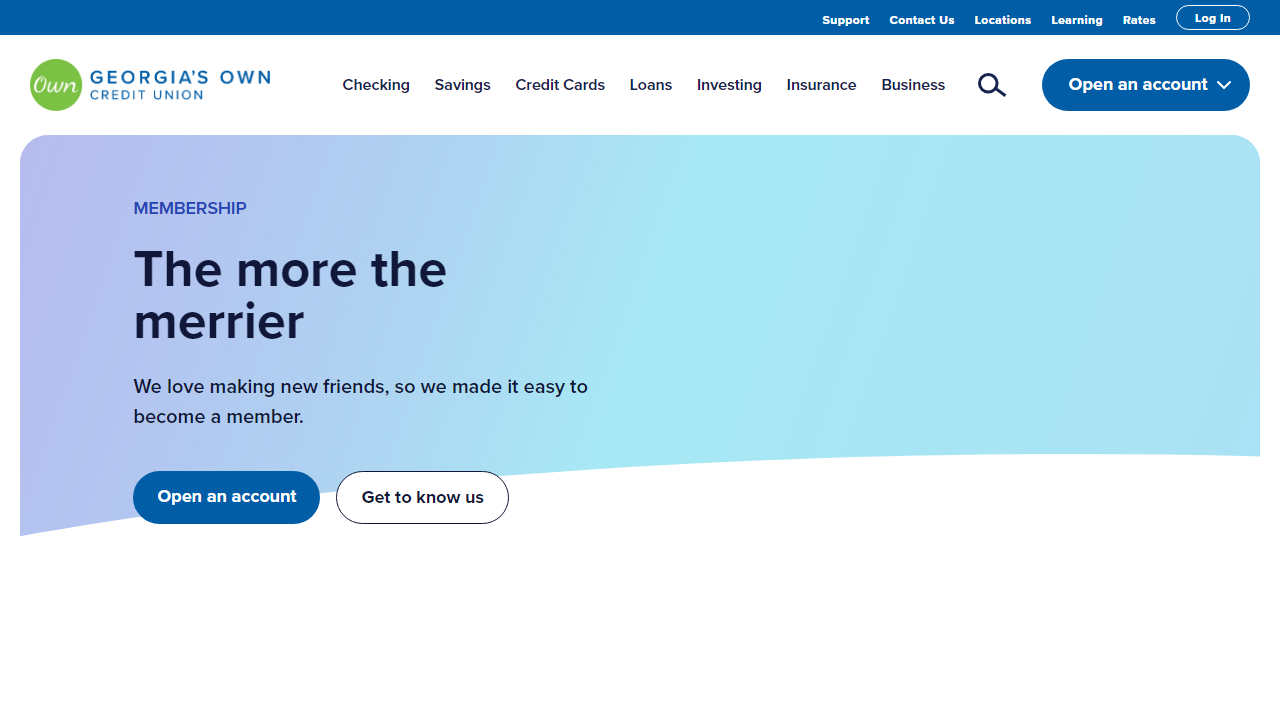 Support Contact Us Locations Learning Rates Log In
Own GEORGIA'S OWN
CREDIT UNION
Checking Savings Credit Cards Loans Investing Insurance Business Open an account
MEMBERSHIP
The more the
merrier
We love making new friends, so we made it easy to
become a member.
Open an account Get to know us